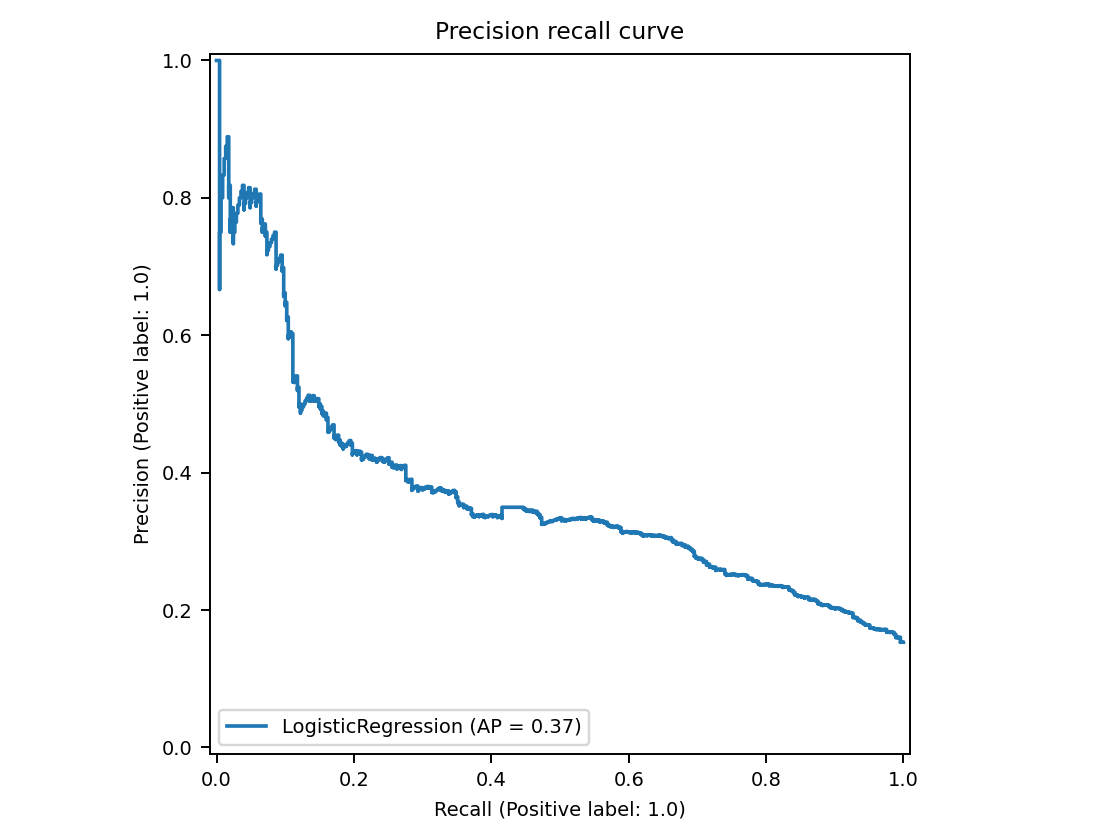 Precision recall curve
Precision (Positive label: 1.0)
1.0
0.8
0.6
0.4
0.2
0.0
LogisticRegression (AP = 0.37)
0.0 0.2 0.4 0.6 0.8 1.0
Recall (Positive label: 1.0)